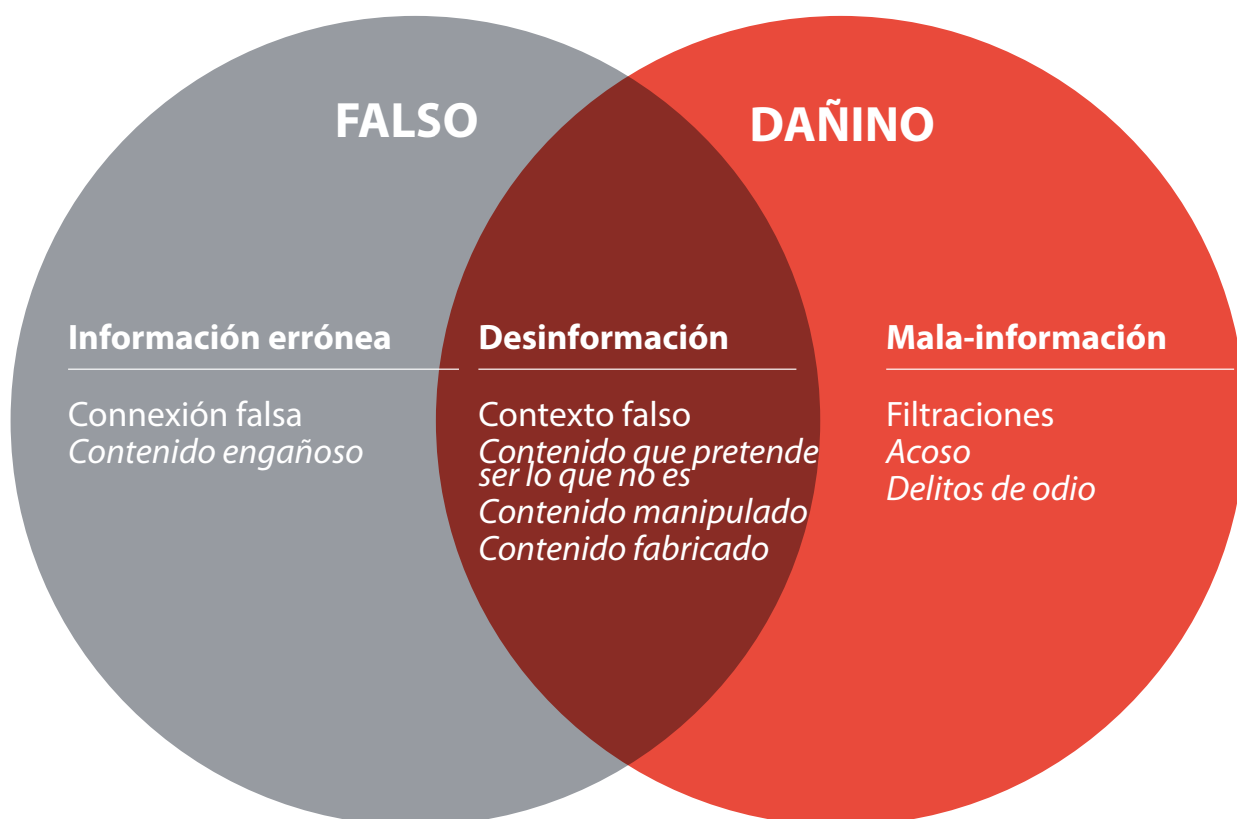 FALSO
DAÑINO
Información errónea
Connexión falsa
Contenido engañoso
Desinformación
Contexto falso
Contenido que pretende
ser lo que no es
Contenido manipulado
Contenido fabricado
Mala-información
Filtraciones
Acoso
Delitos de odio